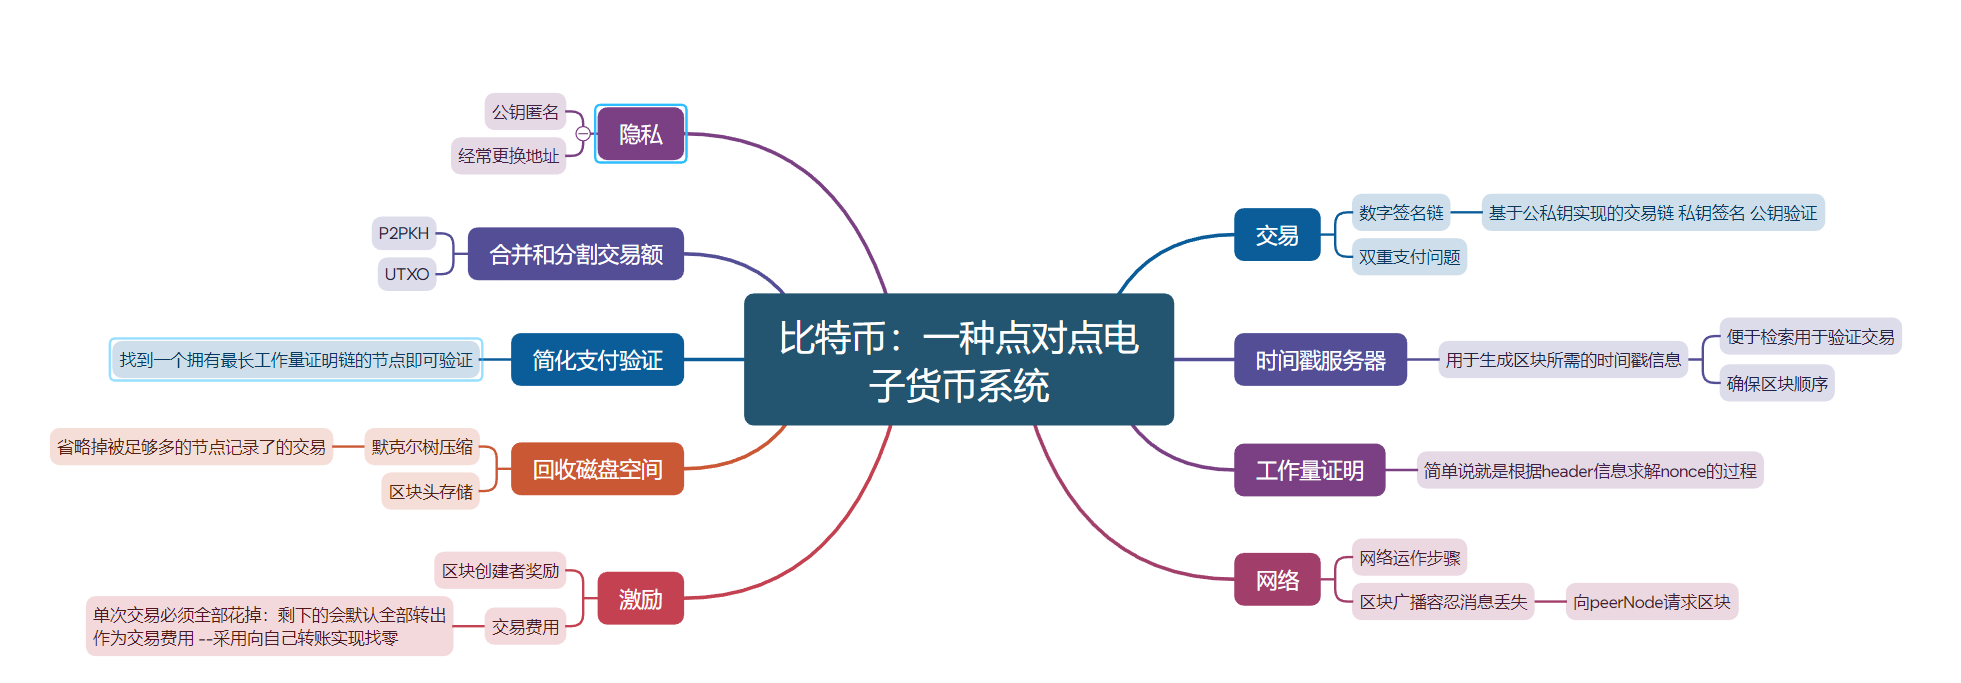 比特币：一种点对点电
子货币系统
交易
数字签名链
基于公私钥实现的交易链 私钥签名 公钥验证
双重支付问题
时间戳服务器
用于生成区块所需的时间戳信息
便于检索用于验证交易
确保区块顺序
工作量证明
简单说就是根据header信息求解nonce的过程
网络
网络运作步骤
区块广播容忍消息丢失
向peerNode请求区块
隐私
公钥匿名
经常更换地址
合并和分割交易额
P2PKH
UTXO
简化支付验证
找到一个拥有最长工作量证明链的节点即可验证
回收磁盘空间
默克尔树压缩
省略掉被足够多的节点记录了的交易
区块头存储
激励
区块创建者奖励
交易费用
单次交易必须全部花掉：剩下的会默认全部转出
作为交易费用 --采用向自己转账实现找零